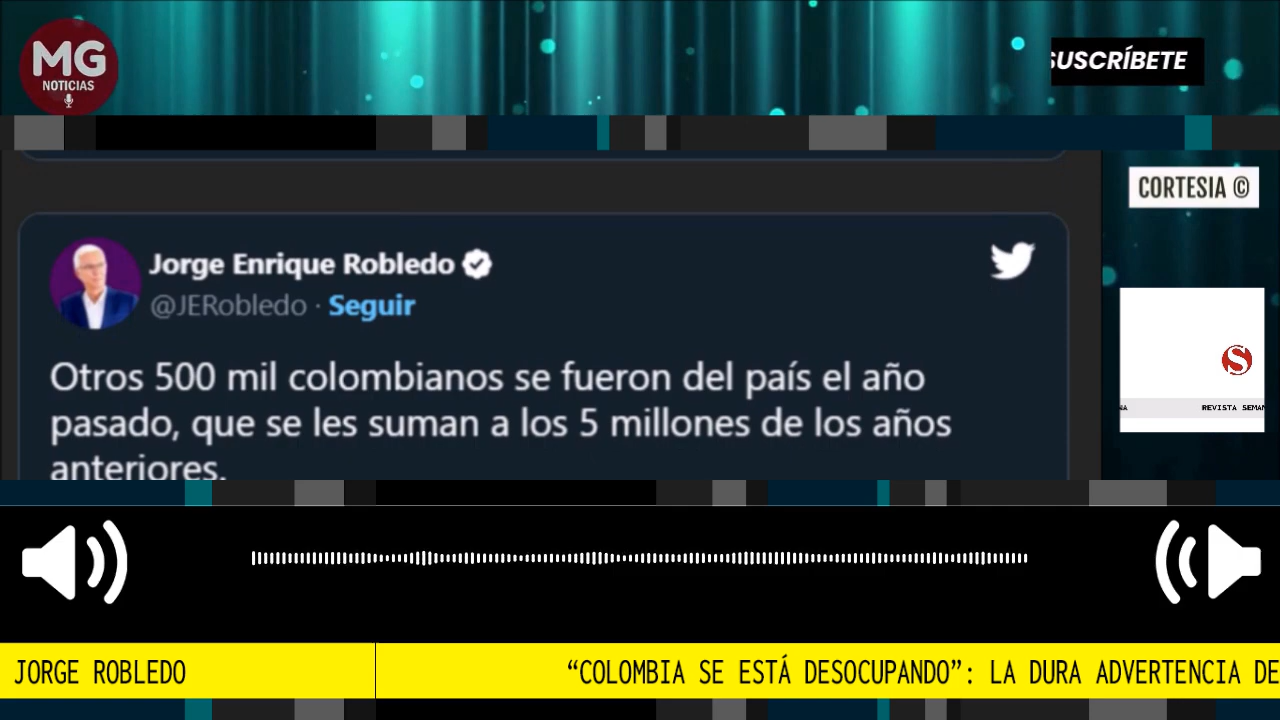 MG
NOTICIAS
SUSCRÍBETE
CORTESIA ©
Jorge Enrique Robledo
@JERobledo · Seguir
Otros 500 mil colombianos se fueron del país el año
pasado, que se les suman a los 5 millones de los años
anteriores.
S
NA REVISTA SEMAN
JORGE ROBLEDO
“COLOMBIA SE ESTÁ DESOCUPANDO”: LA DURA ADVERTENCIA DE